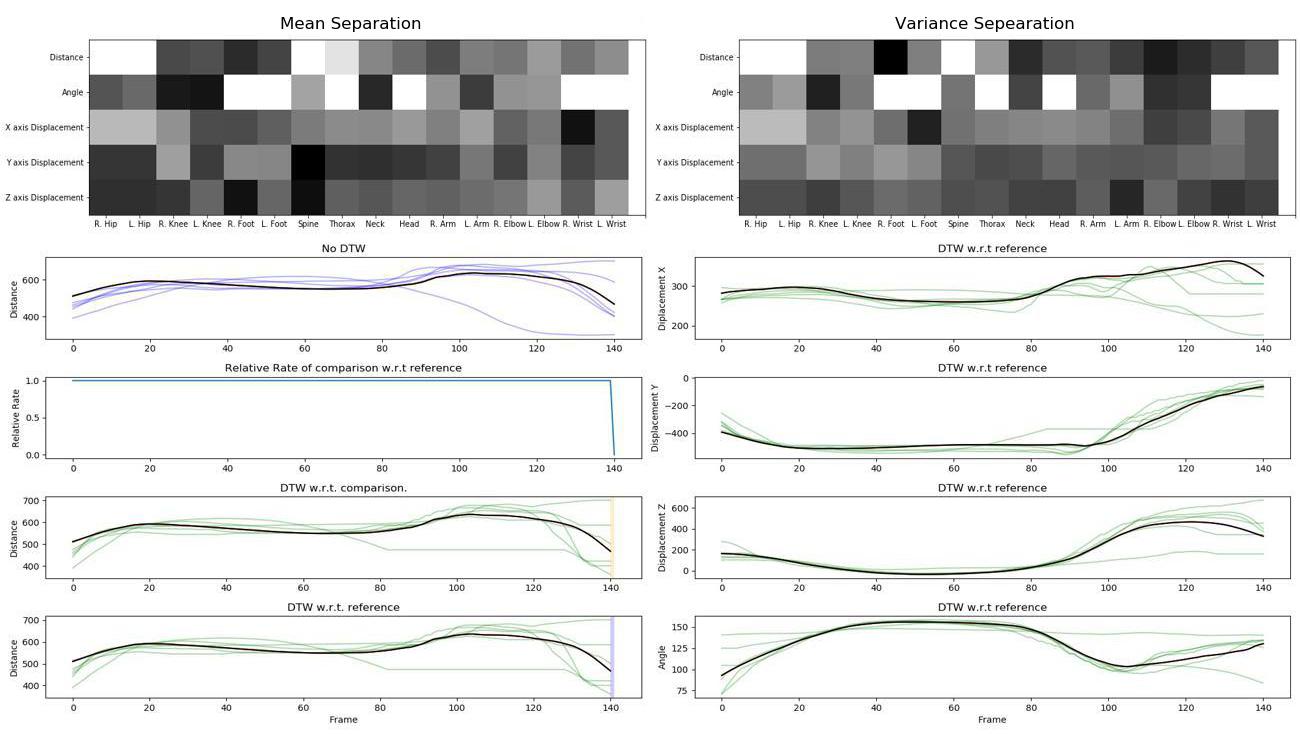 Mean Separation
Distance
Angle
X axis Displacement
Y axis Displacement
Z axis Displacement
R. Hip L. Hip R. Knee L. Knee R. Foot L. Foot Spine Thorax Neck Head R. Arm L. Arm R. Elbow L. Elbow R. Wrist L. Wrist
Variance Sepearation
Distance
Angle
X axis Displacement
Y axis Displacement
Z axis Displacement
R. Hip L. Hip R. Knee L. Knee R. Foot L. Foot Spine Thorax Neck Head R. Arm L. Arm R. Elbow L. Elbow R. Wrist L. Wrist
No DTW
Distance
600
400
0 20 40 60 80 100 120 140
DTW w.r.t reference
Diplacement X
300
200
0 20 40 60 80 100 120 140
Relative Rate of comparison w.r.t reference
Relative Rate
1.0
0.5
0.0
0 20 40 60 80 100 120 140
DTW w.r.t reference
Displacement Y
0
−200
−400
0 20 40 60 80 100 120 140
DTW w.r.t. comparison.
Distance
700
600
500
400
0 20 40 60 80 100 120 140
DTW w.r.t reference
Displacement Z
600
400
200
0
0 20 40 60 80 100 120 140
DTW w.r.t. reference
Distance
700
600
500
400
0 20 40 60 80 100 120 140
Frame
DTW w.r.t reference
Angle
150
125
100
75
0 20 40 60 80 100 120 140
Frame